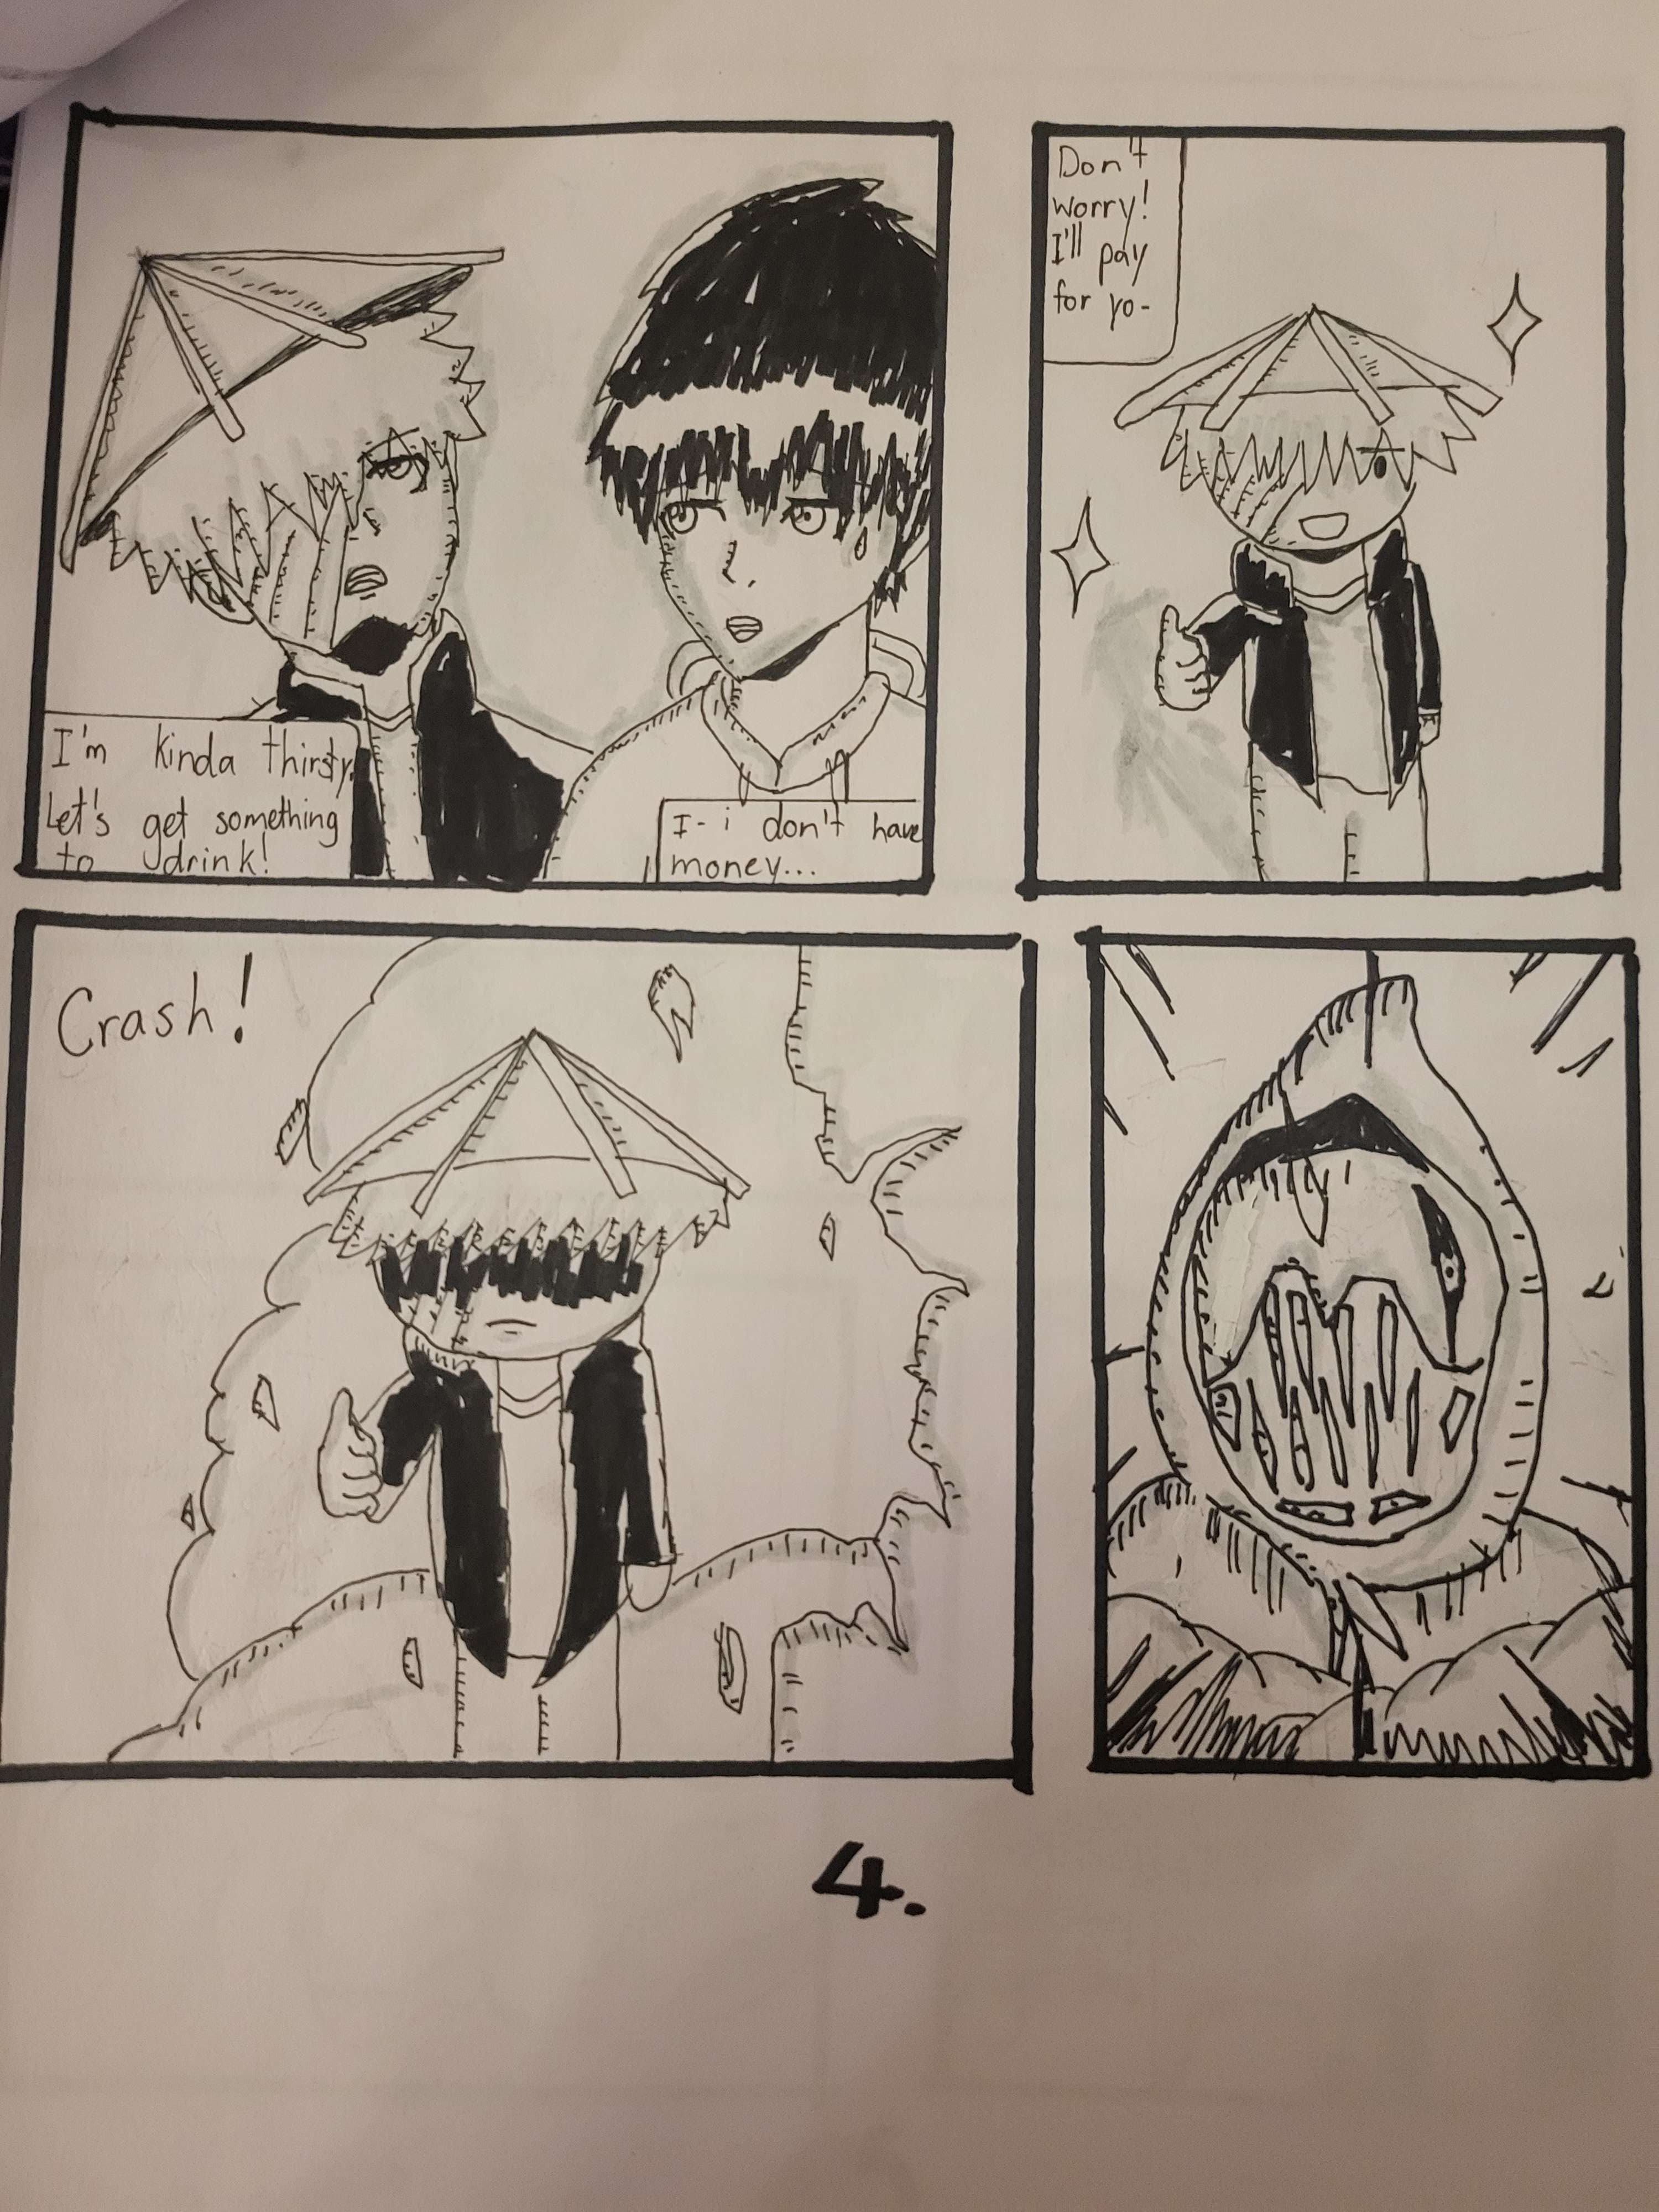 I'm kinda thirsty.
Let's get something
to drink!
I- i don't have
money...
Don't
worry!
I'll pay
for yo-
Crash!
4.